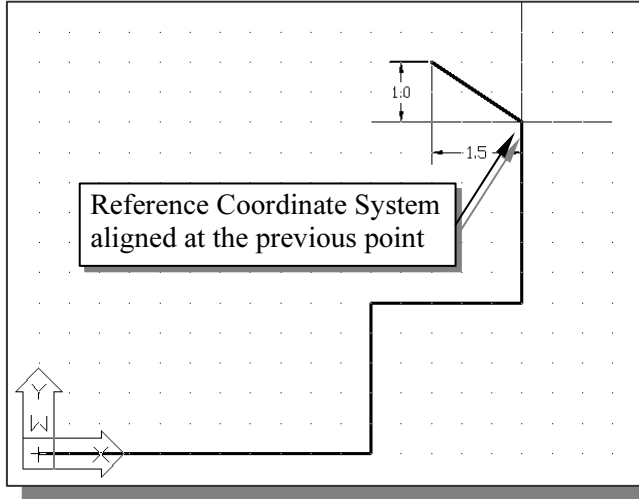 1.0
1.5
Reference Coordinate System
aligned at the previous point
Y
W
X